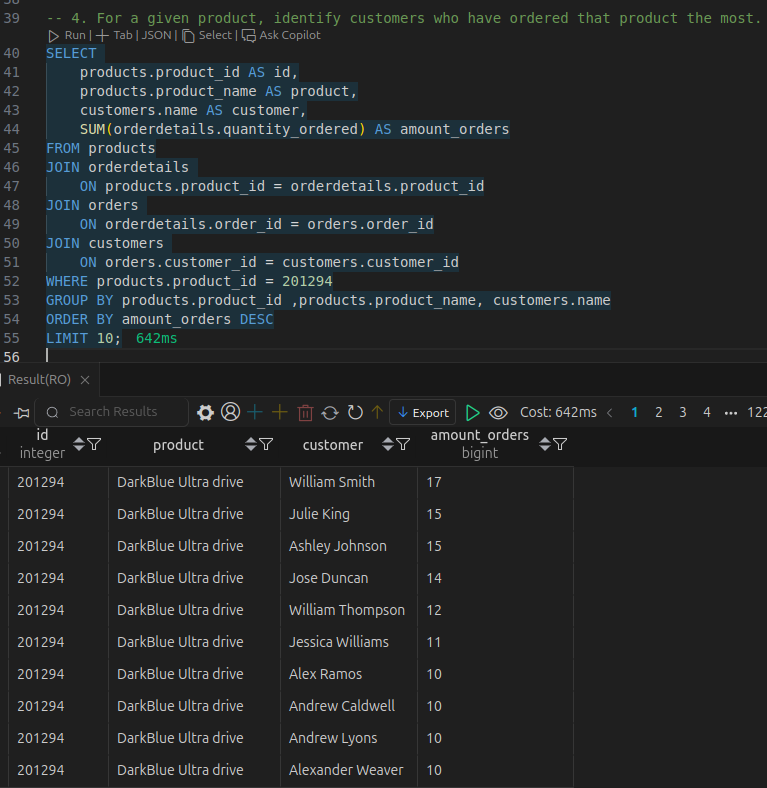 39 -- 4. For a given product, identify customers who have ordered that product the most.
Run | Tab | JSON | Select | Ask Copilot
40 SELECT
41 products.product_id AS id,
42 products.product_name AS product,
43 customers.name AS customer,
44 SUM(orderdetails.quantity_ordered) AS amount_orders
45 FROM products
46 JOIN orderdetails
47 ON products.product_id = orderdetails.product_id
48 JOIN orders
49 ON orderdetails.order_id = orders.order_id
50 JOIN customers
51 ON orders.customer_id = customers.customer_id
52 WHERE products.product_id = 201294
53 GROUP BY products.product_id ,products.product_name, customers.name
54 ORDER BY amount_orders DESC
55 LIMIT 10; 642ms
56
Result(RO)
Search Results Export Cost: 642ms < 1 2 3 4 ••• 122
id product customer amount_orders
integer bigint
201294 DarkBlue Ultra drive William Smith 17
201294 DarkBlue Ultra drive Julie King 15
201294 DarkBlue Ultra drive Ashley Johnson 15
201294 DarkBlue Ultra drive Jose Duncan 14
201294 DarkBlue Ultra drive William Thompson 12
201294 DarkBlue Ultra drive Jessica Williams 11
201294 DarkBlue Ultra drive Alex Ramos 10
201294 DarkBlue Ultra drive Andrew Caldwell 10
201294 DarkBlue Ultra drive Andrew Lyons 10
201294 DarkBlue Ultra drive Alexander Weaver 10